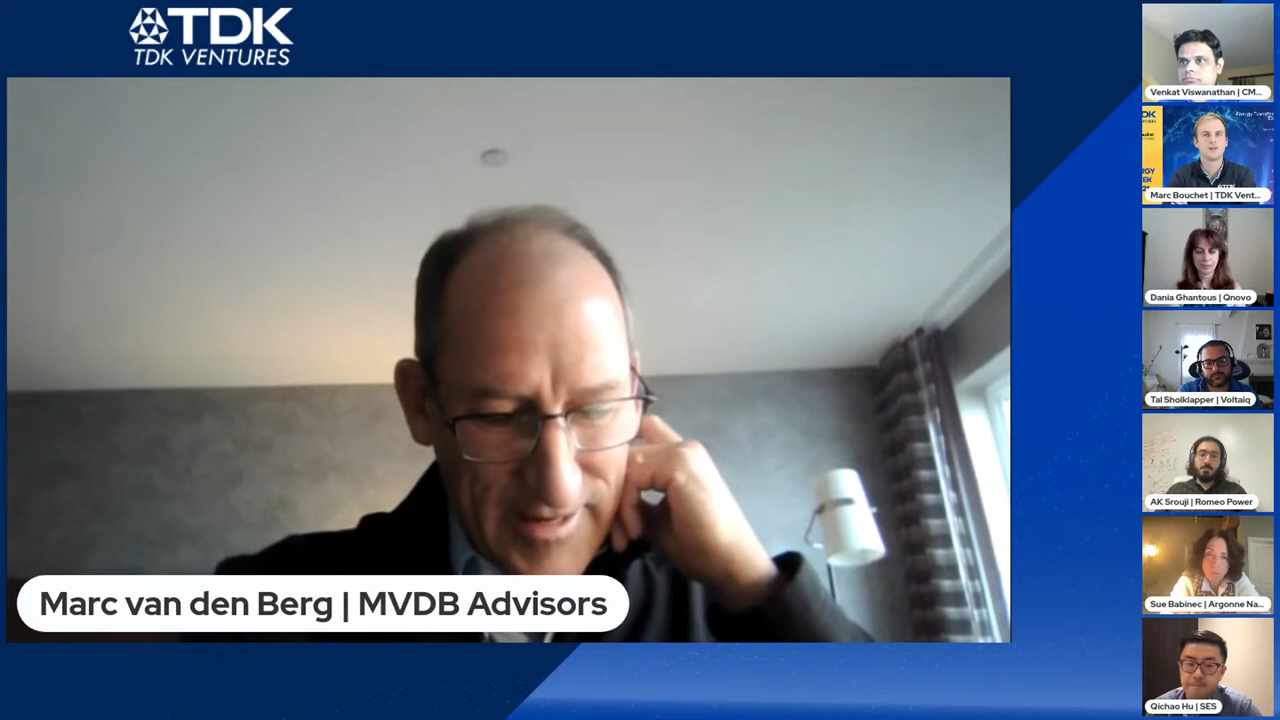 TDK
TDK VENTURES
Marc van den Berg | MVDB Advisors
Venkat Viswanathan | CM...
Marc Bouchet | TDK Vent...
Dania Ghantous | Qnovo
Tal Sholklapper | Voltaiq
AK Srouji | Romeo Power
Sue Babinec | Argonne Na...
Qichao Hu | SES